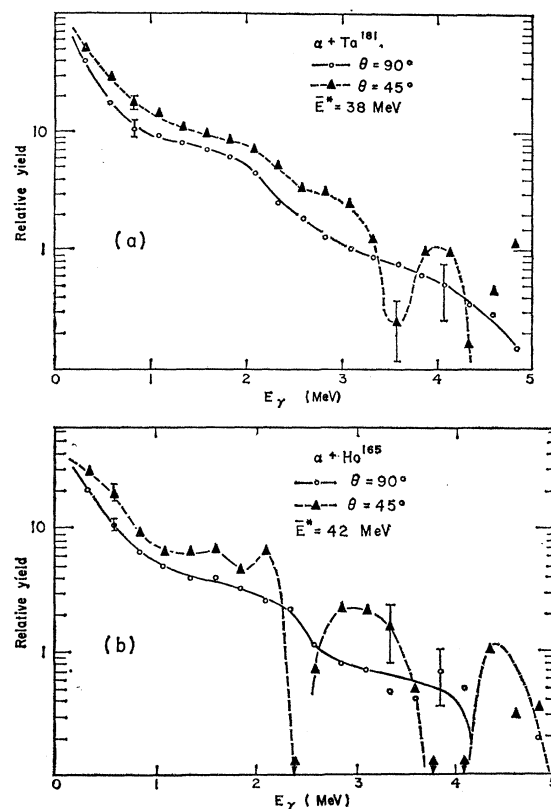 α + Ta¹⁸¹,
θ = 90°
θ = 45°
Ē* = 38 MeV
Relative yield
10
1
(a)
0 1 2 3 4 5
Eγ (MeV)
α + Ho¹⁶⁵
θ = 90°
θ = 45°
Ē* = 42 MeV
Relative yield
10
1
(b)
0 1 2 3 4 5
Eγ (MeV)